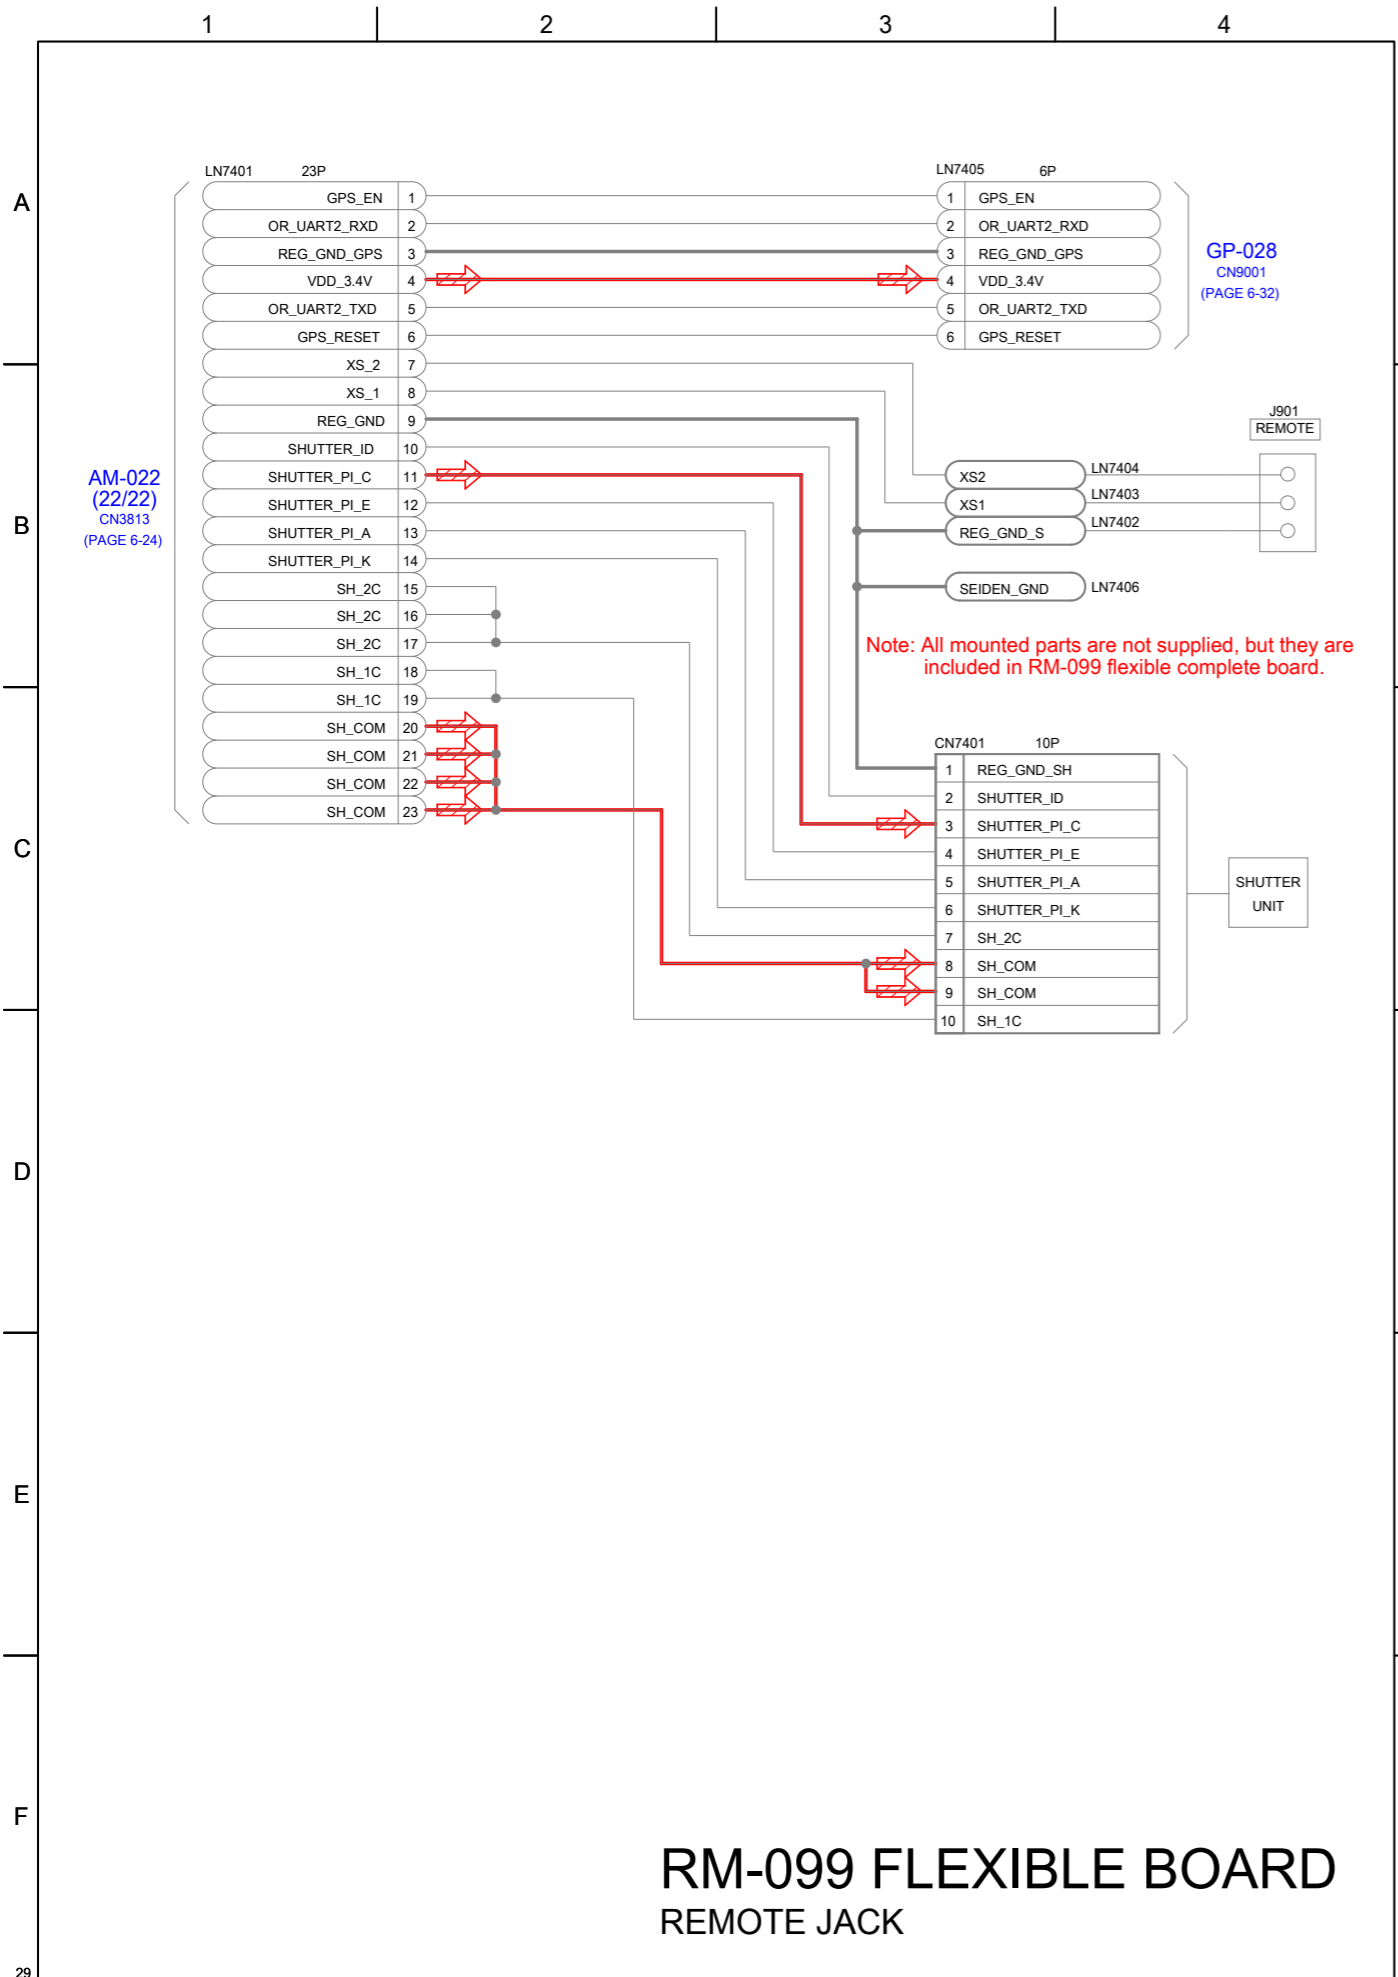 1 2 3 4
A
B
C
D
E
F
LN7401 23P
GPS_EN 1
OR_UART2_RXD 2
REG_GND_GPS 3
VDD_3.4V 4
OR_UART2_TXD 5
GPS_RESET 6
XS_2 7
XS_1 8
REG_GND 9
SHUTTER_ID 10
SHUTTER_PI_C 11
SHUTTER_PI_E 12
SHUTTER_PI_A 13
SHUTTER_PI_K 14
SH_2C 15
SH_2C 16
SH_2C 17
SH_1C 18
SH_1C 19
SH_COM 20
SH_COM 21
SH_COM 22
SH_COM 23
AM-022
(22/22)
CN3813
(PAGE 6-24)
LN7405 6P
1 GPS_EN
2 OR_UART2_RXD
3 REG_GND_GPS
4 VDD_3.4V
5 OR_UART2_TXD
6 GPS_RESET
GP-028
CN9001
(PAGE 6-32)
J901
REMOTE
XS2 LN7404
XS1 LN7403
REG_GND_S LN7402
SEIDEN_GND LN7406
Note: All mounted parts are not supplied, but they are
included in RM-099 flexible complete board.
CN7401 10P
1 REG_GND_SH
2 SHUTTER_ID
3 SHUTTER_PI_C
4 SHUTTER_PI_E
5 SHUTTER_PI_A
6 SHUTTER_PI_K
7 SH_2C
8 SH_COM
9 SH_COM
10 SH_1C
SHUTTER
UNIT
RM-099 FLEXIBLE BOARD
REMOTE JACK
29